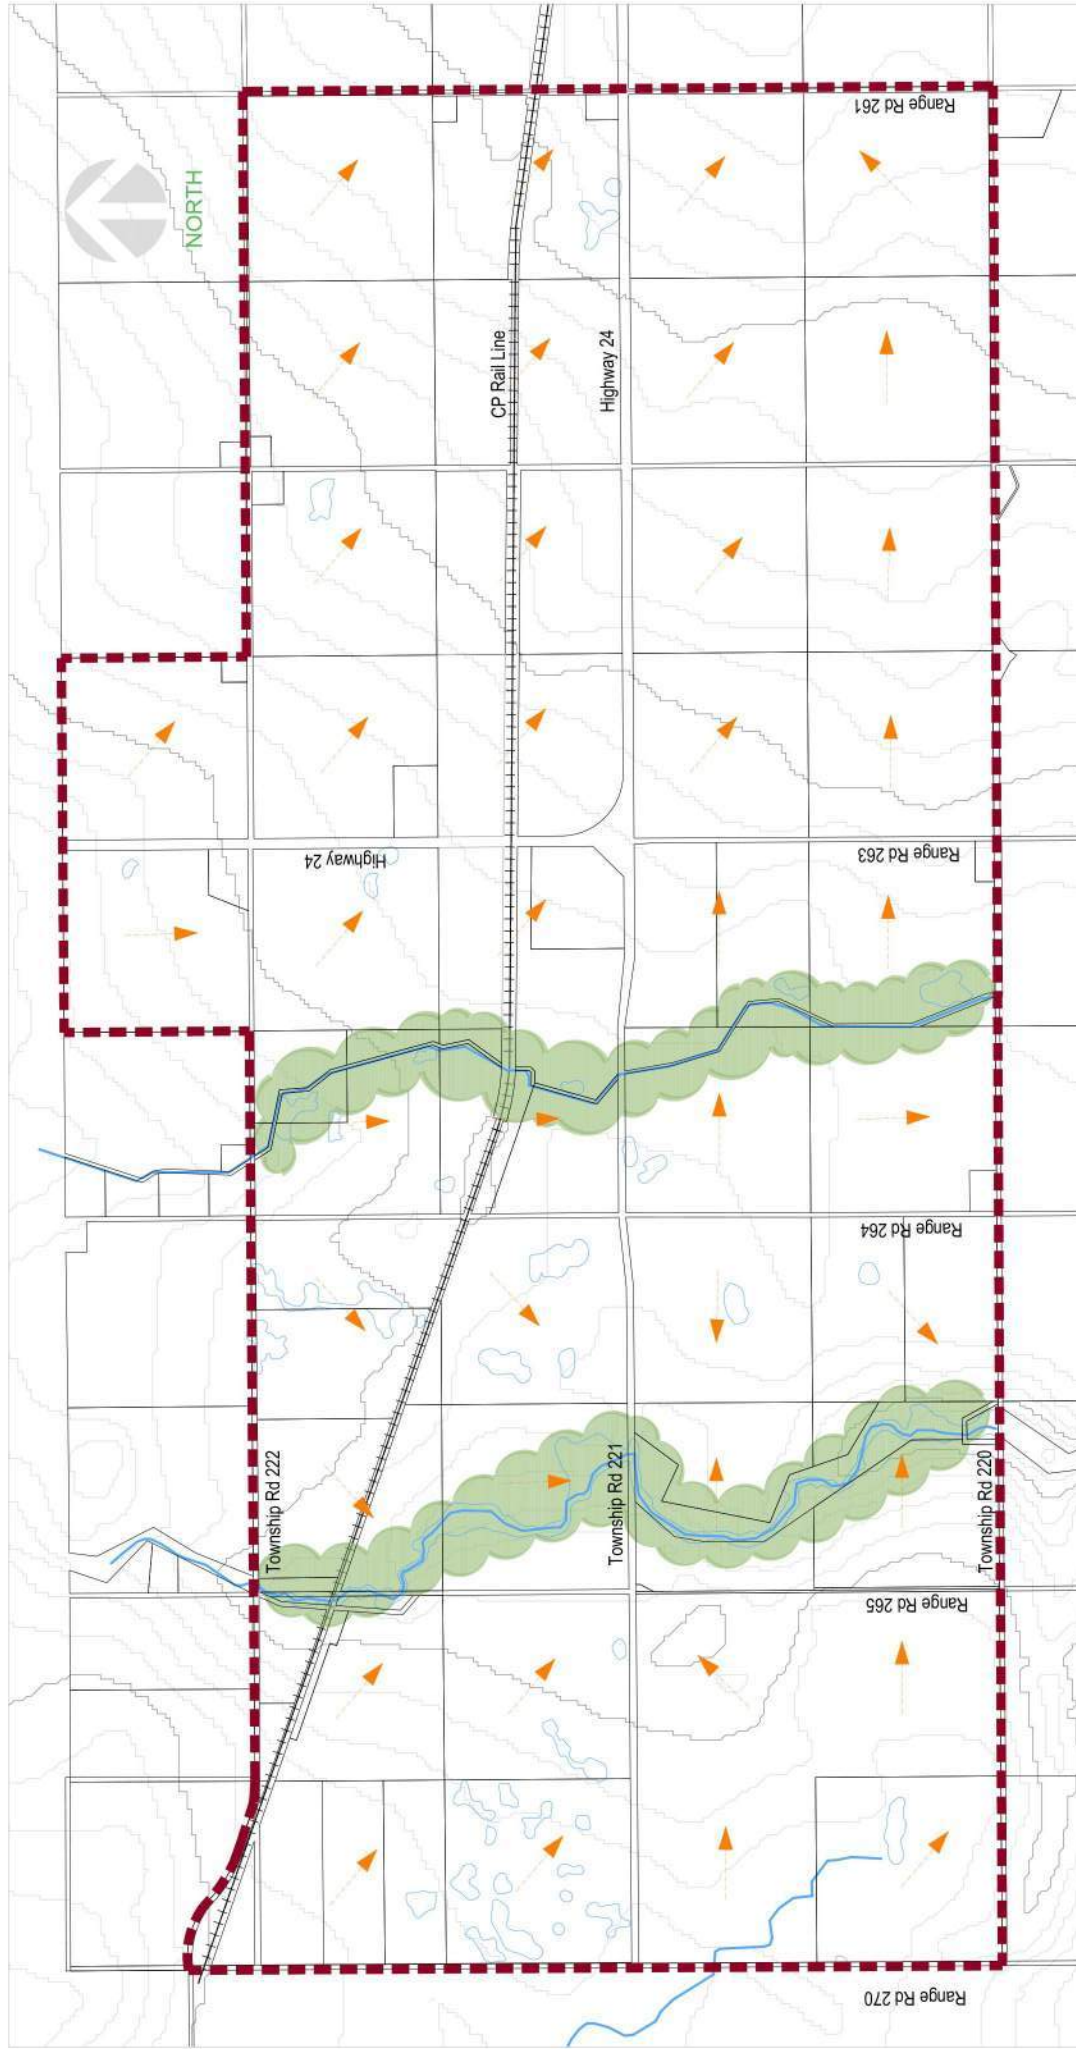 NORTH
Range Rd 261
CP Rail Line
Highway 24
Highway 24
Range Rd 263
Range Rd 264
Township Rd 222
Township Rd 221
Township Rd 220
Range Rd 265
Range Rd 270